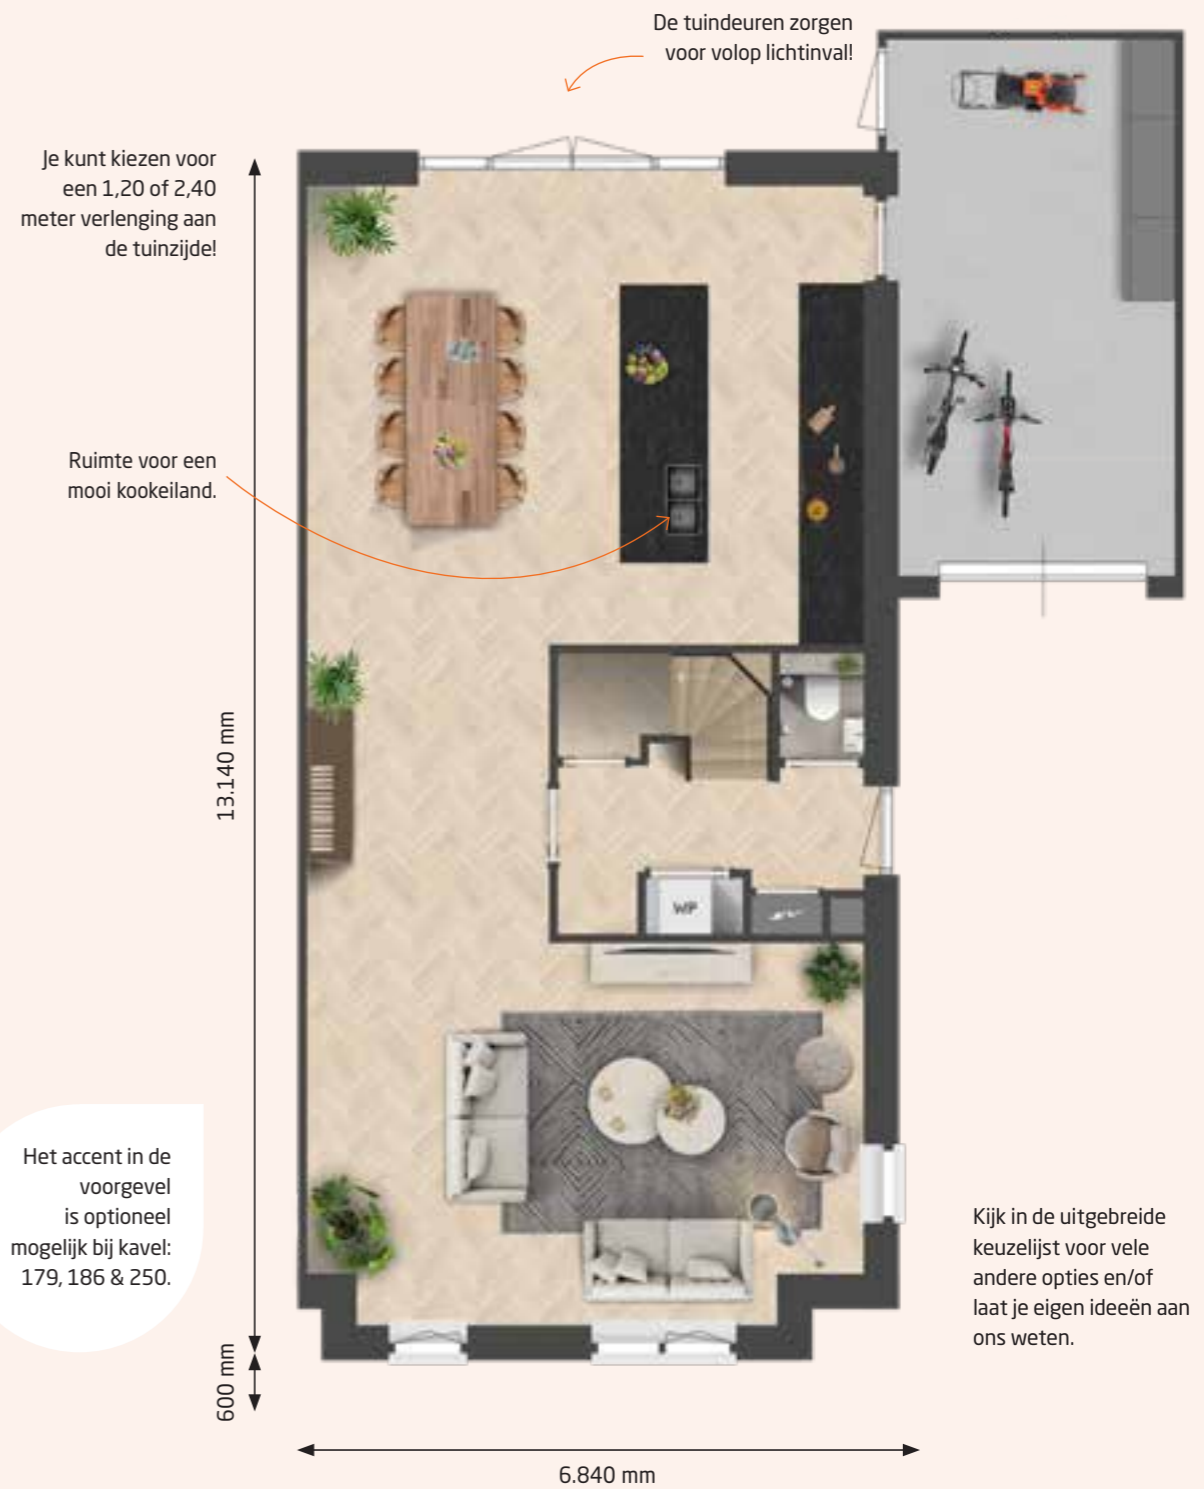 De tuindeuren zorgen
voor volop lichtinval!
Je kunt kiezen voor
een 1,20 of 2,40
meter verlenging aan
de tuinzijde!
Ruimte voor een
mooi kookeiland.
13.140 mm
WP
Het accent in de
voorgevel
is optioneel
mogelijk bij kavel:
179, 186 & 250.
Kijk in de uitgebreide
keuzelijst voor vele
andere opties en/of
laat je eigen ideeën aan
ons weten.
600 mm
6.840 mm